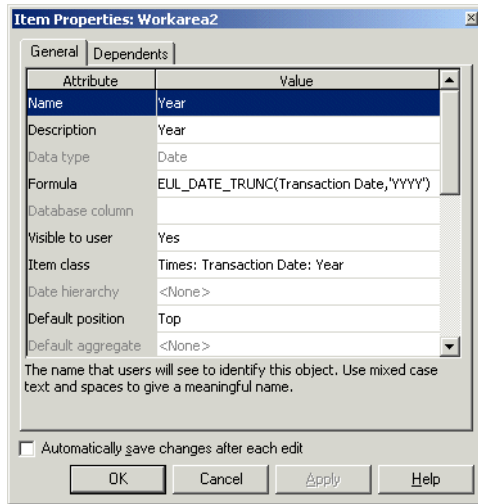 Item Properties: Workarea2
General Dependents
Attribute Value
Name Year
Description Year
Data type Date
Formula EUL_DATE_TRUNC(Transaction Date,'YYYY')
Database column
Visible to user Yes
Item class Times: Transaction Date: Year
Date hierarchy <None>
Default position Top
Default aggregate <None>
The name that users will see to identify this object. Use mixed case
text and spaces to give a meaningful name.
Automatically save changes after each edit
OK Cancel Apply Help